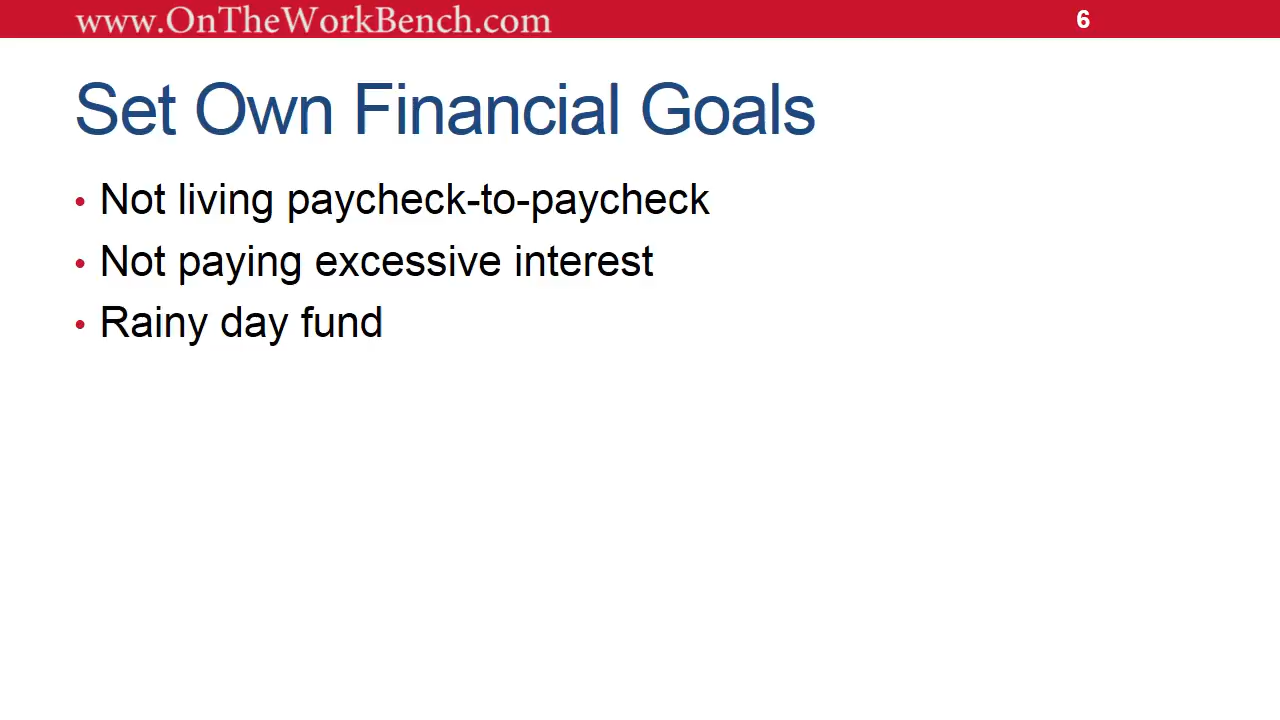 www.OnTheWorkBench.com
6
Set Own Financial Goals
• Not living paycheck-to-paycheck
• Not paying excessive interest
• Rainy day fund